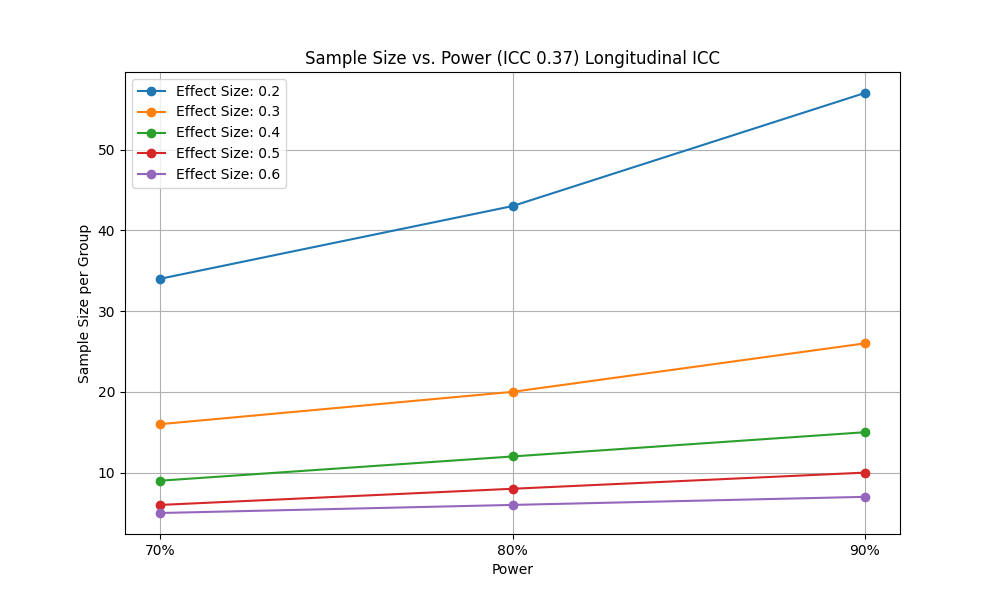 Sample Size vs. Power (ICC 0.37) Longitudinal ICC
Effect Size: 0.2
Effect Size: 0.3
Effect Size: 0.4
Effect Size: 0.5
Effect Size: 0.6
Sample Size per Group
50
40
30
20
10
70%
80%
90%
Power